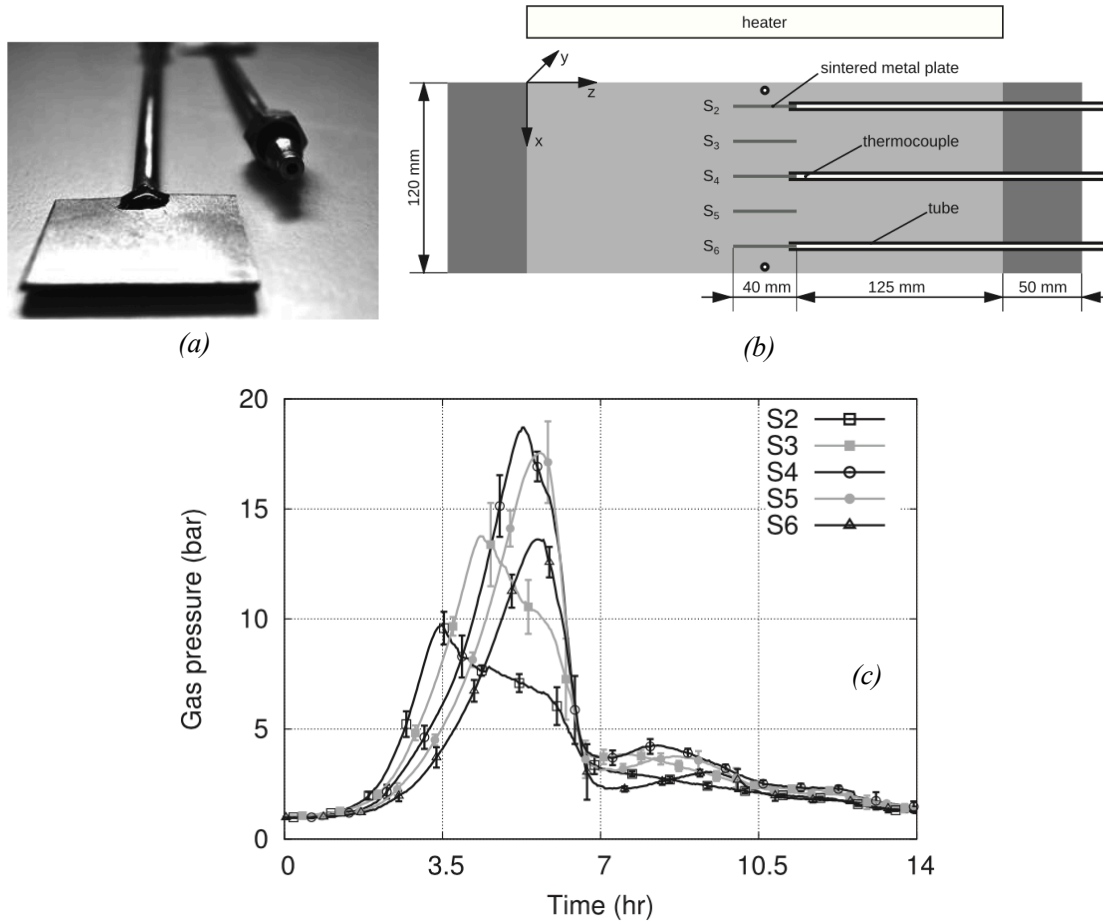 heater
y
z
x
sintered metal plate
S2
S3
thermocouple
S4
120 mm
S5
tube
S6
40 mm
125 mm
50 mm
(a)
(b)
20
15
10
5
0
Gas pressure (bar)
S2
S3
S4
S5
S6
(c)
0
3.5
7
10.5
14
Time (hr)